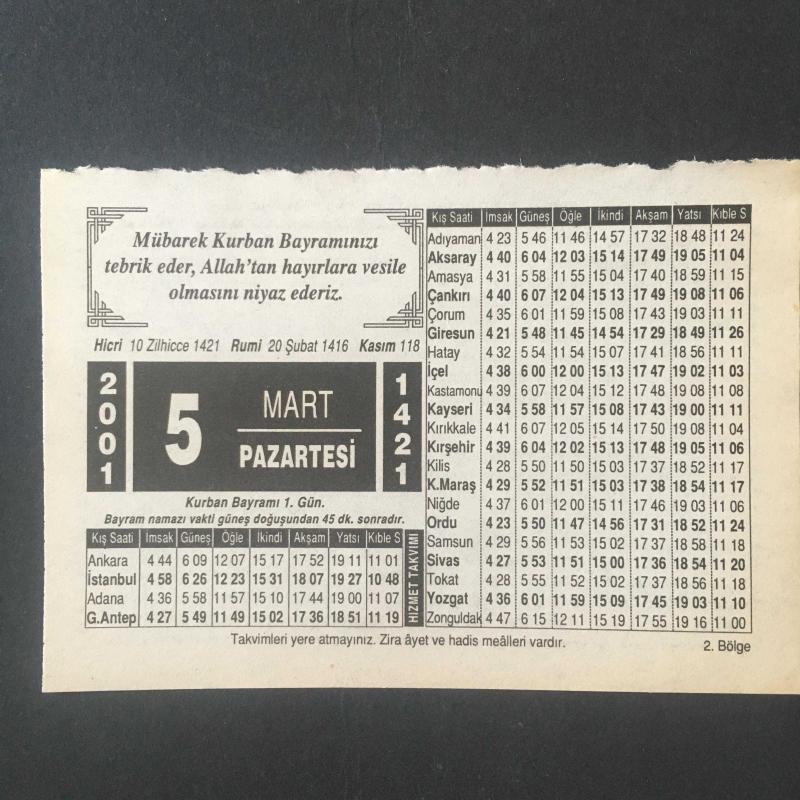 Mübarek Kurban Bayramınızı
tebrik eder, Allah'tan hayırlara vesile
olmasını niyaz ederiz.
Hicri 10 Zilhicce 1421 Rumi 20 Şubat 1416 Kasım 118
2001
5
MART
PAZARTESİ
1421
Kurban Bayramı 1. Gün.
Bayram namazı vakti güneş doğuşundan 45 dk. sonradır.
Kış Saati İmsak Güneş Öğle İkindi Akşam Yatsı Kıble S
Ankara 4 44 6 09 12 07 15 17 17 52 19 11 11 01
İstanbul 4 58 6 26 12 23 15 31 18 07 19 27 10 48
Adana 4 36 5 58 11 57 15 10 17 44 19 00 11 07
G.Antep 4 27 5 49 11 49 15 02 17 36 18 51 11 19
HİZMET TAKVİMİ
Kış Saati İmsak Güneş Öğle İkindi Akşam Yatsı Kıble S
Adıyaman 4 23 5 46 11 46 14 57 17 32 18 48 11 24
Aksaray 4 40 6 04 12 03 15 14 17 49 19 05 11 04
Amasya 4 31 5 58 11 55 15 04 17 40 18 59 11 15
Çankırı 4 40 6 07 12 04 15 13 17 49 19 08 11 06
Çorum 4 35 6 01 11 59 15 08 17 43 19 03 11 11
Giresun 4 21 5 48 11 45 14 54 17 29 18 49 11 26
Hatay 4 32 5 54 11 54 15 07 17 41 18 56 11 11
İçel 4 38 6 00 12 00 15 13 17 47 19 02 11 03
Kastamonu 4 39 6 07 12 04 15 12 17 48 19 08 11 08
Kayseri 4 34 5 58 11 57 15 08 17 43 19 00 11 11
Kırıkkale 4 41 6 07 12 05 15 14 17 50 19 08 11 04
Kırşehir 4 39 6 04 12 02 15 13 17 48 19 05 11 06
Kilis 4 28 5 50 11 50 15 03 17 37 18 52 11 17
K.Maraş 4 29 5 52 11 51 15 03 17 38 18 54 11 17
Niğde 4 37 6 01 12 00 15 11 17 46 19 03 11 06
Ordu 4 23 5 50 11 47 14 56 17 31 18 52 11 24
Samsun 4 29 5 56 11 53 15 02 17 37 18 58 11 18
Sivas 4 27 5 53 11 51 15 00 17 36 18 54 11 20
Tokat 4 28 5 55 11 52 15 02 17 37 18 56 11 18
Yozgat 4 36 6 01 11 59 15 09 17 45 19 03 11 10
Zonguldak 4 47 6 15 12 11 15 19 17 55 19 16 11 00
Takvimleri yere atmayınız. Zira âyet ve hadis meâlleri vardır.
2. Bölge